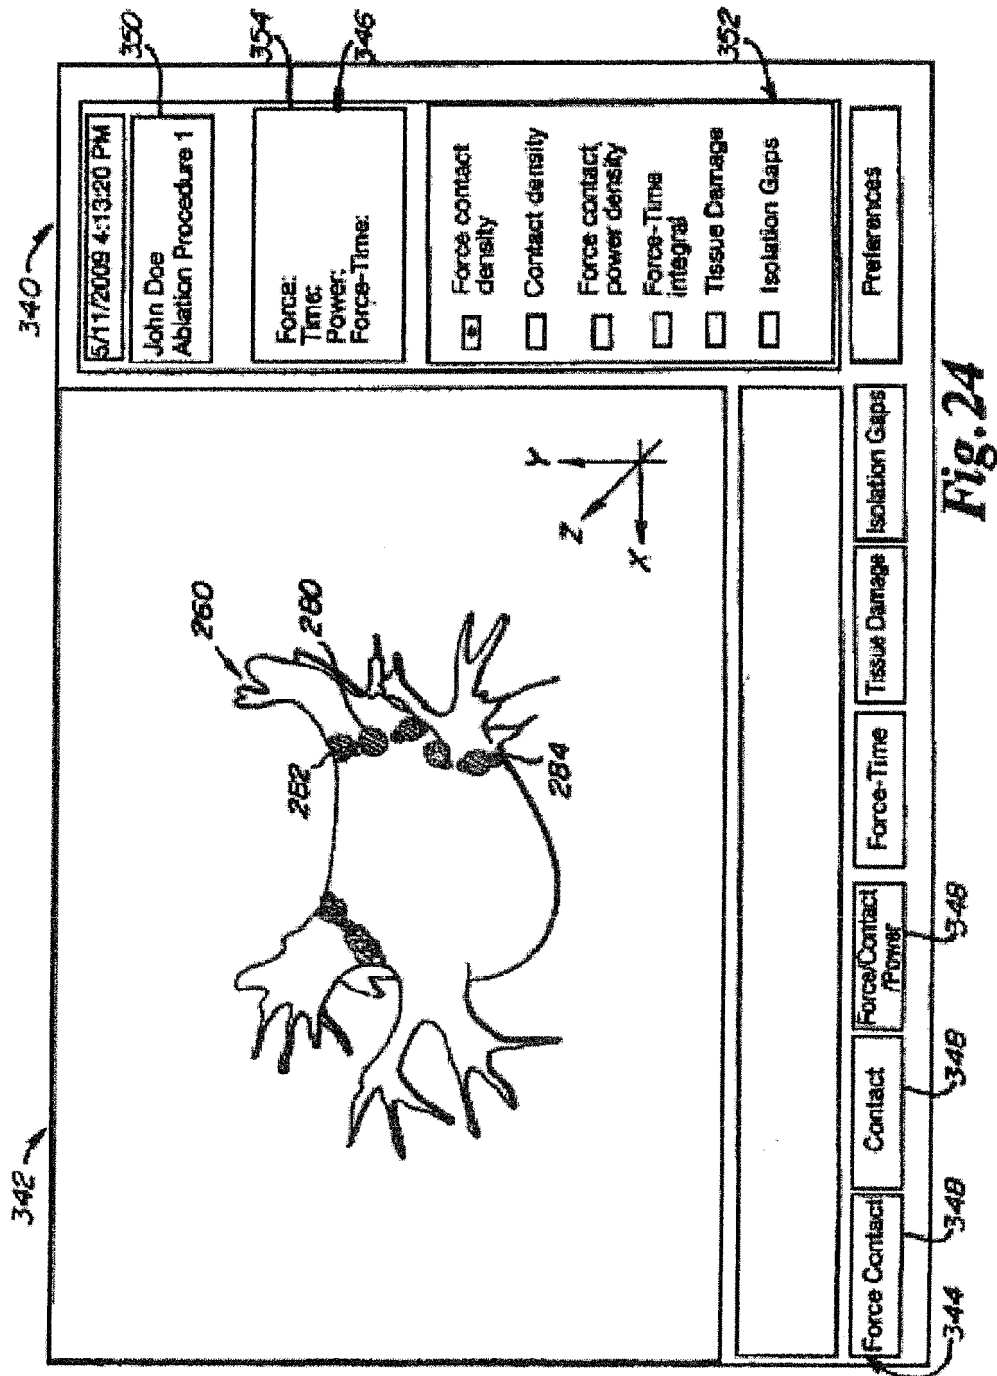 340
342
350
5/11/2009 4:13:20 PM
John Doe
Ablation Procedure 1
354
346
Force:
Time:
Power:
Force-Time:
352
Force contact
density
Contact density
Force contact,
power density
Force-Time
integral
Tissue Damage
Isolation Gaps
Preferences
260
280
282
284
Y
Z
X
Force Contact
Contact
Force/Contact
/Power
Force-Time
Tissue Damage
Isolation Gaps
344
348
348
348
Fig.24